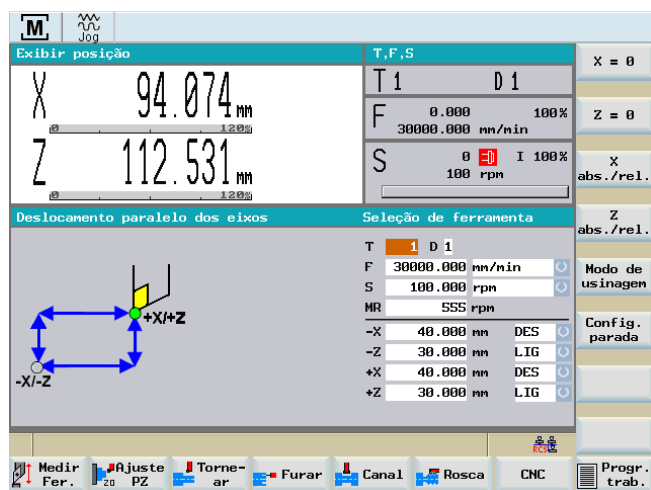 M Jog
Exibir posição
T,F,S
X = 0
X 94.074 mm
0 120%
T 1 D 1
F 0.000 100%
30000.000 mm/min
Z = 0
Z 112.531 mm
0 120%
S 0 I 100%
100 rpm
X
abs./rel.
Deslocamento paralelo dos eixos
Seleção de ferramenta
Z
abs./rel.
T 1 D 1
F 30000.000 mm/min
S 100.000 rpm
MR 555 rpm
-X 40.000 mm DES
-Z 30.000 mm LIG
+X 40.000 mm DES
+Z 30.000 mm LIG
+X/+Z
-X/-Z
Modo de
usinagem
Config.
parada
RCS
Medir
Fer.
Ajuste
Z0 PZ
Torne-
ar
Furar
Canal
Rosca
CNC
Progr.
trab.